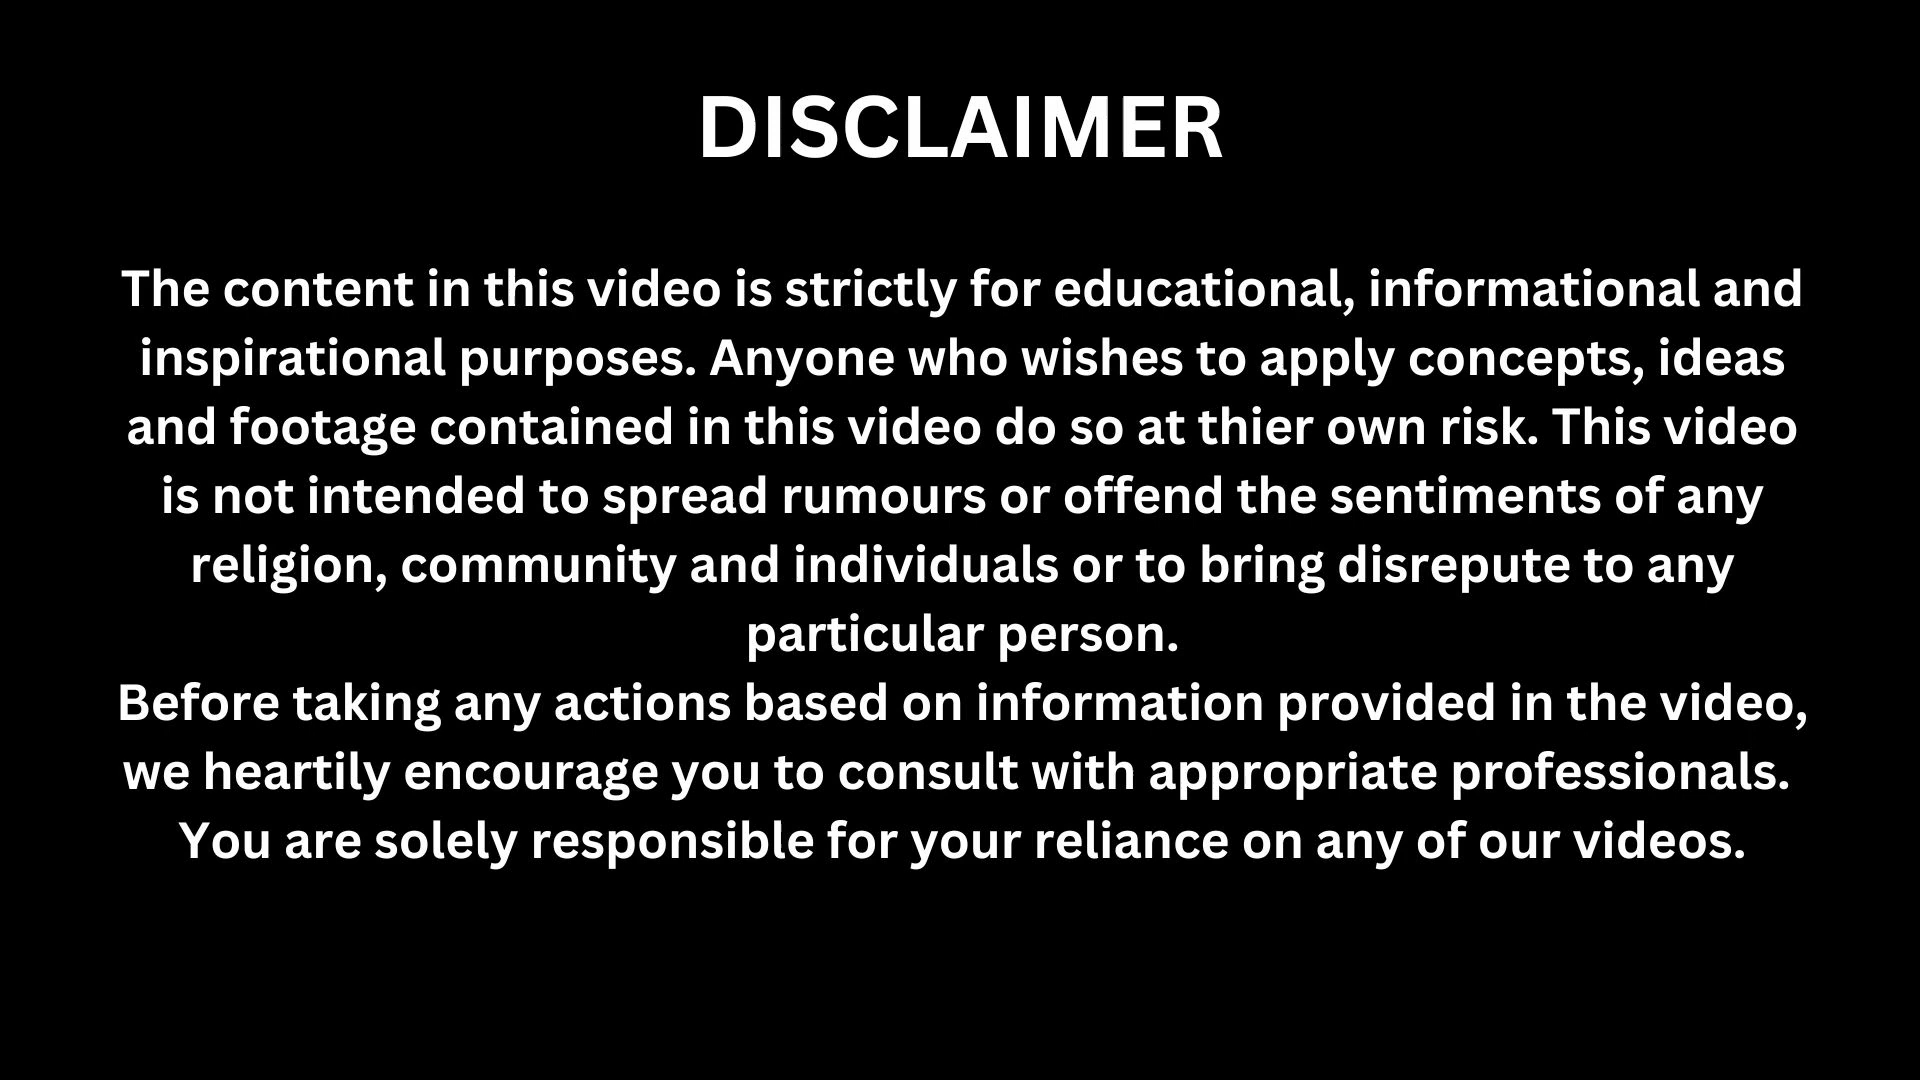 DISCLAIMER
The content in this video is strictly for educational, informational and
inspirational purposes. Anyone who wishes to apply concepts, ideas
and footage contained in this video do so at thier own risk. This video
is not intended to spread rumours or offend the sentiments of any
religion, community and individuals or to bring disrepute to any
particular person.
Before taking any actions based on information provided in the video,
we heartily encourage you to consult with appropriate professionals.
You are solely responsible for your reliance on any of our videos.